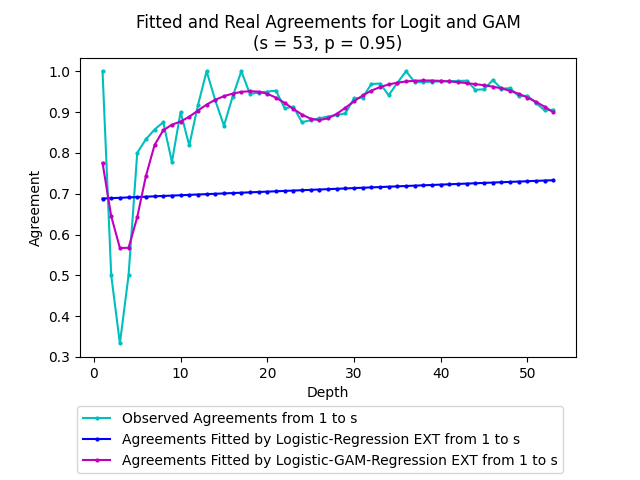 Fitted and Real Agreements for Logit and GAM
(s = 53, p = 0.95)
1.0
0.9
0.8
0.7
0.6
0.5
0.4
0.3
Agreement
0 10 20 30 40 50
Depth
Observed Agreements from 1 to s
Agreements Fitted by Logistic-Regression EXT from 1 to s
Agreements Fitted by Logistic-GAM-Regression EXT from 1 to s